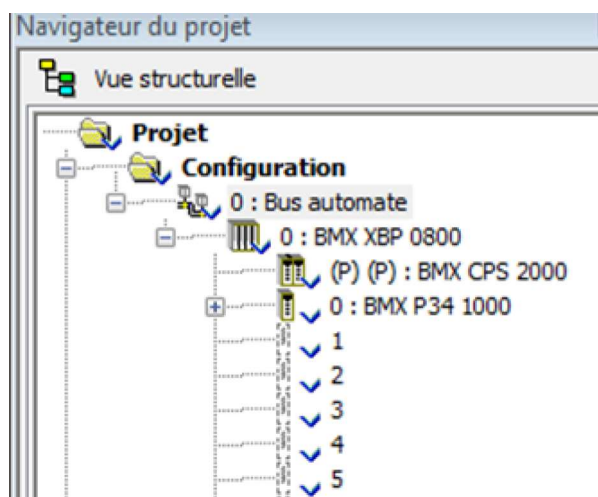 Navigateur du projet
Vue structurelle
Projet
Configuration
0 : Bus automate
0 : BMX XBP 0800
(P) (P) : BMX CPS 2000
0 : BMX P34 1000
1
2
3
4
5